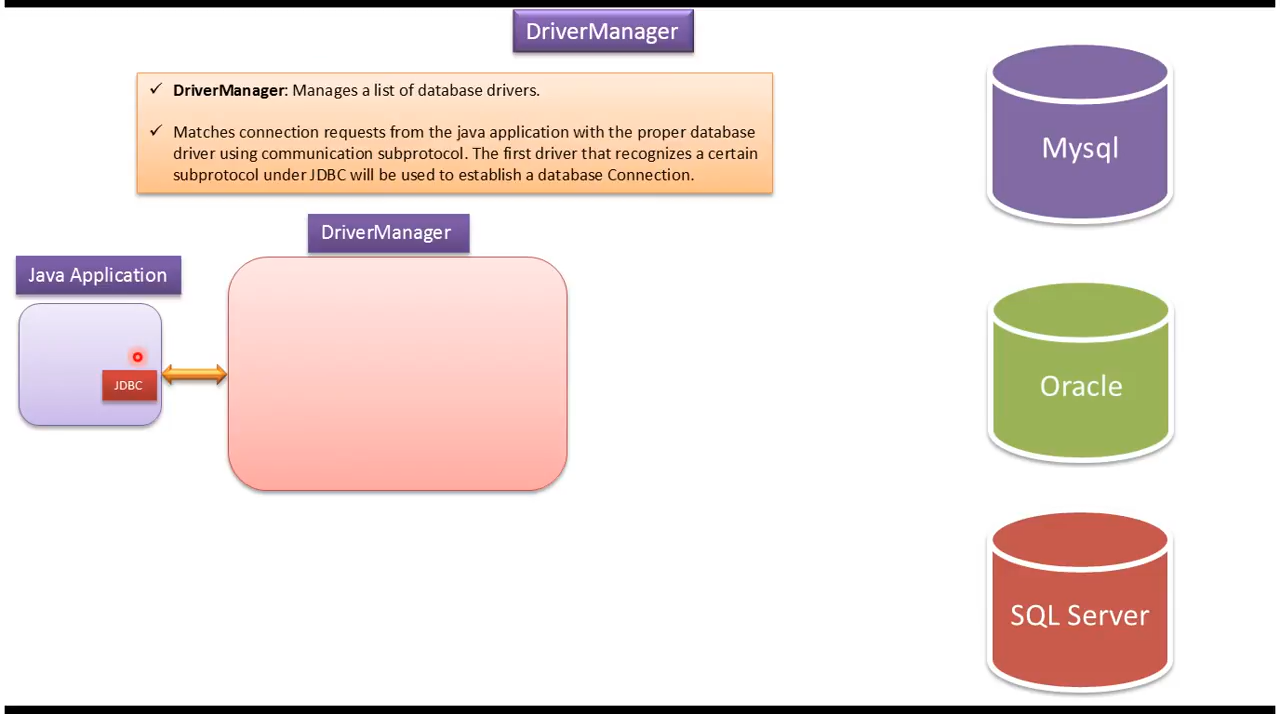 DriverManager
✓ DriverManager: Manages a list of database drivers.
✓ Matches connection requests from the java application with the proper database
driver using communication subprotocol. The first driver that recognizes a certain
subprotocol under JDBC will be used to establish a database Connection.
DriverManager
Java Application
JDBC
Mysql
Oracle
SQL Server